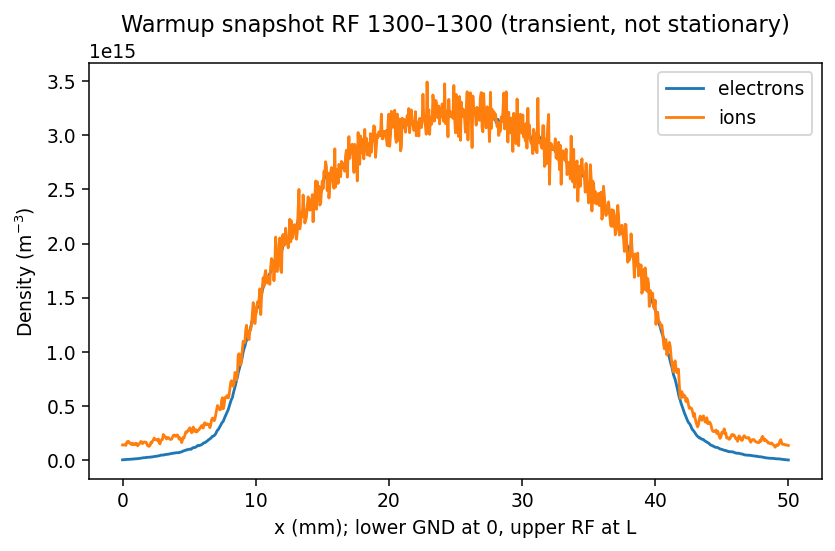 Warmup snapshot RF 1300–1300 (transient, not stationary)
1e15
electrons
ions
3.5
3.0
2.5
2.0
1.5
1.0
0.5
0.0
Density (m⁻³)
0 10 20 30 40 50
x (mm); lower GND at 0, upper RF at L